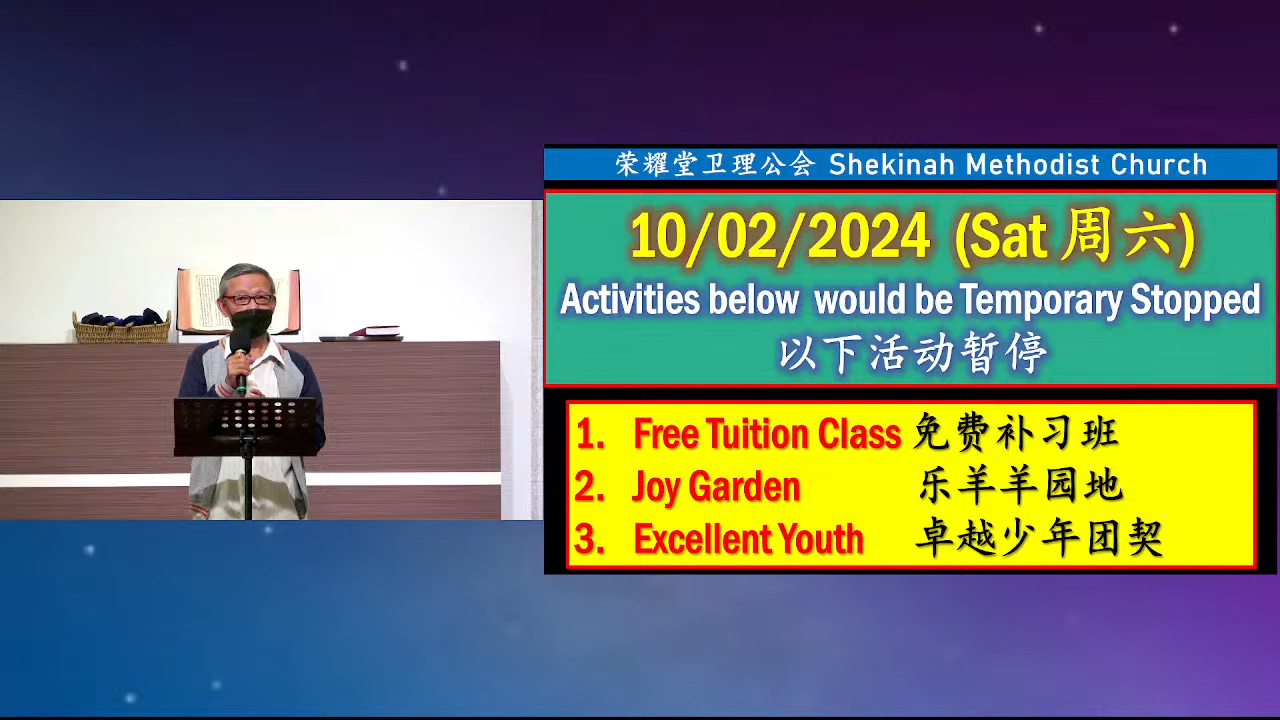 荣耀堂卫理公会 Shekinah Methodist Church
10/02/2024 (Sat 周六)
Activities below would be Temporary Stopped
以下活动暂停
1. Free Tuition Class 免费补习班
2. Joy Garden 乐羊羊园地
3. Excellent Youth 卓越少年团契